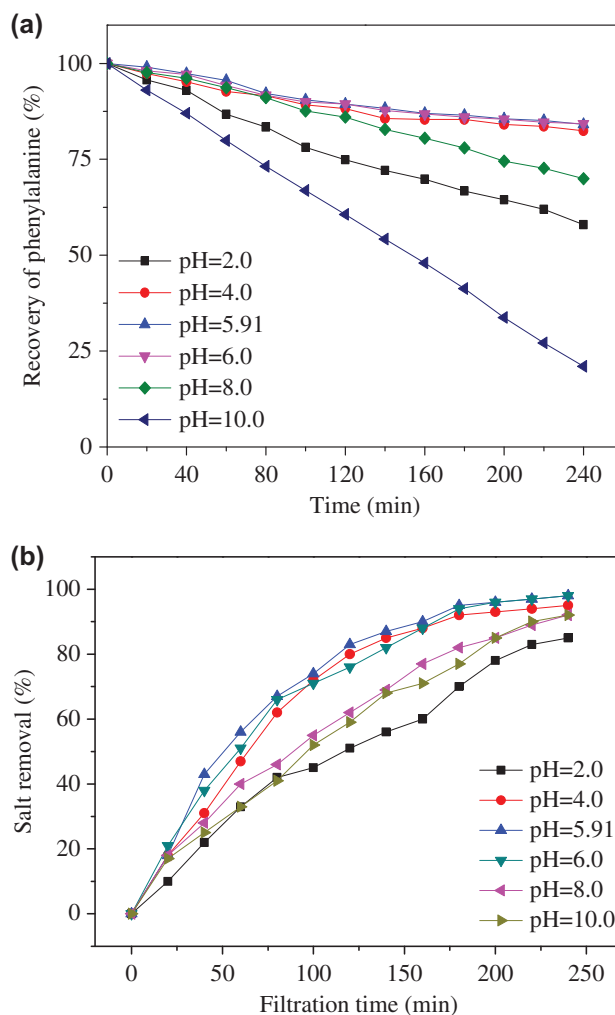 (a)
100
75
50
25
0
Recovery of phenylalanine (%)
pH=2.0
pH=4.0
pH=5.91
pH=6.0
pH=8.0
pH=10.0
0 40 80 120 160 200 240
Time (min)
(b)
100
80
60
40
20
0
Salt removal (%)
pH=2.0
pH=4.0
pH=5.91
pH=6.0
pH=8.0
pH=10.0
0 50 100 150 200 250
Filtration time (min)